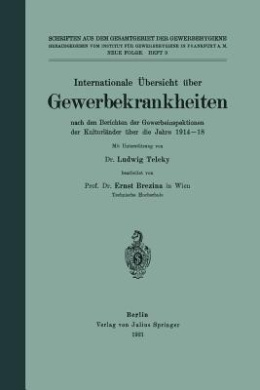 SCHRIFTEN AUS DEM GESAMTGEBIET DER GEWERBEHYGIENE
HERAUSGEGEBEN VOM INSTITUT FÜR GEWERBEHYGIENE IN FRANKFURT A. M.
NEUE FOLGE. HEFT 8
Internationale Übersicht über
Gewerbekrankheiten
nach den Berichten der Gewerbeinspektionen
der Kulturländer über die Jahre 1914—18
Mit Unterstützung von
Dr. Ludwig Teleky
bearbeitet von
Prof. Dr. Ernst Brezina in Wien
Technische Hochschule
Berlin
Verlag von Julius Springer
1921